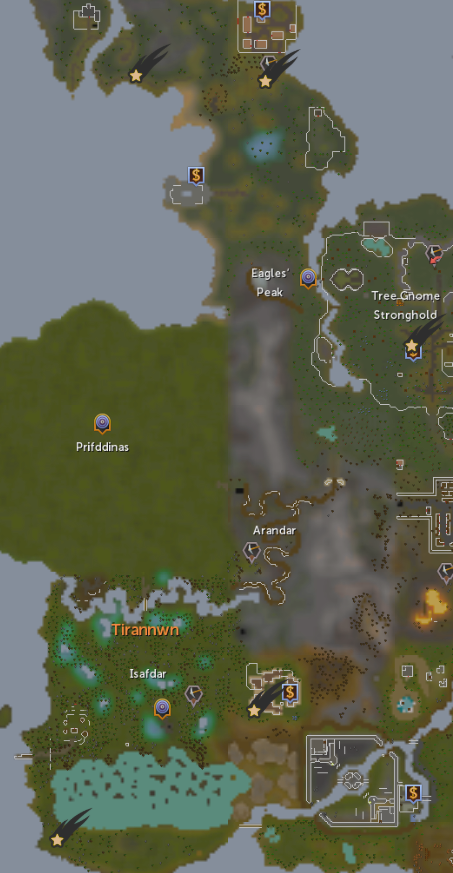 $
$
Eagles'
Peak
Tree Gnome
Stronghold
Prifddinas
Arandar
Tirannwn
Isafdar
$
$